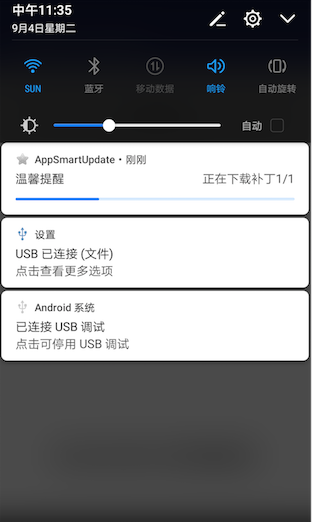 中午11:35
9月4日星期二
SUN 蓝牙 移动数据 响铃 自动旋转
自动
AppSmartUpdate • 刚刚
温馨提醒 正在下载补丁1/1
设置
USB 已连接 (文件)
点击查看更多选项
Android 系统
已连接 USB 调试
点击可停用 USB 调试